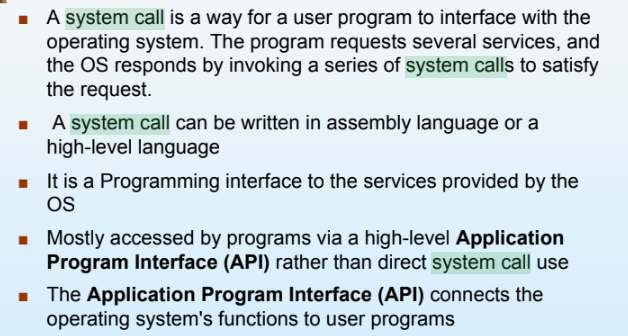 ▪ A system call is a way for a user program to interface with the
operating system. The program requests several services, and
the OS responds by invoking a series of system calls to satisfy
the request.
▪ A system call can be written in assembly language or a
high-level language
▪ It is a Programming interface to the services provided by the
OS
▪ Mostly accessed by programs via a high-level Application
Program Interface (API) rather than direct system call use
▪ The Application Program Interface (API) connects the
operating system's functions to user programs